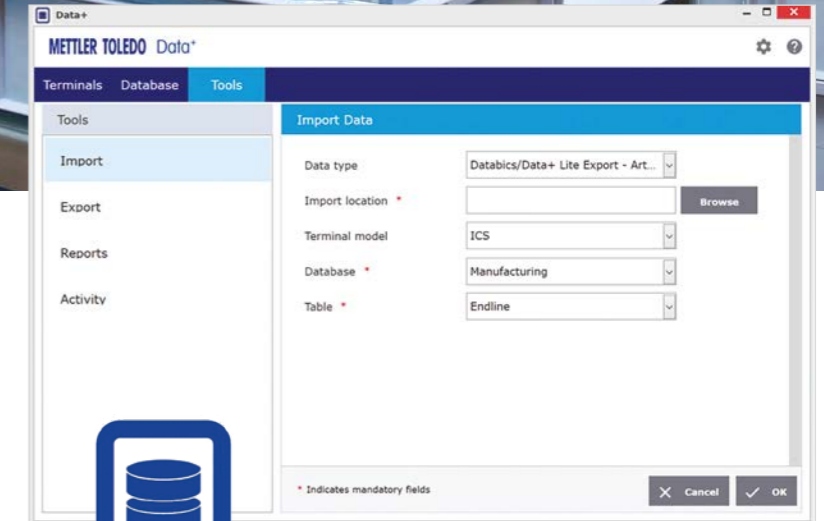 Data+
METTLER TOLEDO Data+
Terminals Database Tools
Tools
Import
Export
Reports
Activity
Import Data
Data type Databics/Data+ Lite Export - Art...
Import location * Browse
Terminal model ICS
Database * Manufacturing
Table * Endline
* Indicates mandatory fields
Cancel OK